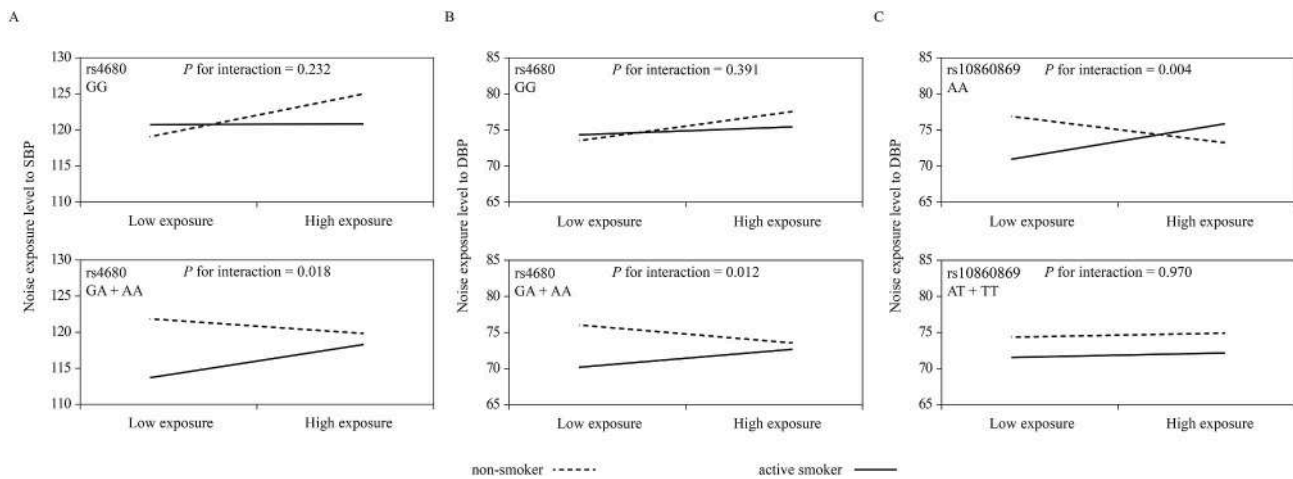 A
Noise exposure level to SBP
130
125
120
115
110
rs4680
GG
P for interaction = 0.232
Low exposure
High exposure
130
125
120
115
110
rs4680
GA + AA
P for interaction = 0.018
Low exposure
High exposure
B
Noise exposure level to DBP
85
80
75
70
65
rs4680
GG
P for interaction = 0.391
Low exposure
High exposure
85
80
75
70
65
rs4680
GA + AA
P for interaction = 0.012
Low exposure
High exposure
C
Noise exposure level to DBP
85
80
75
70
65
rs10860869
AA
P for interaction = 0.004
Low exposure
High exposure
85
80
75
70
65
rs10860869
AT + TT
P for interaction = 0.970
Low exposure
High exposure
non-smoker
active smoker